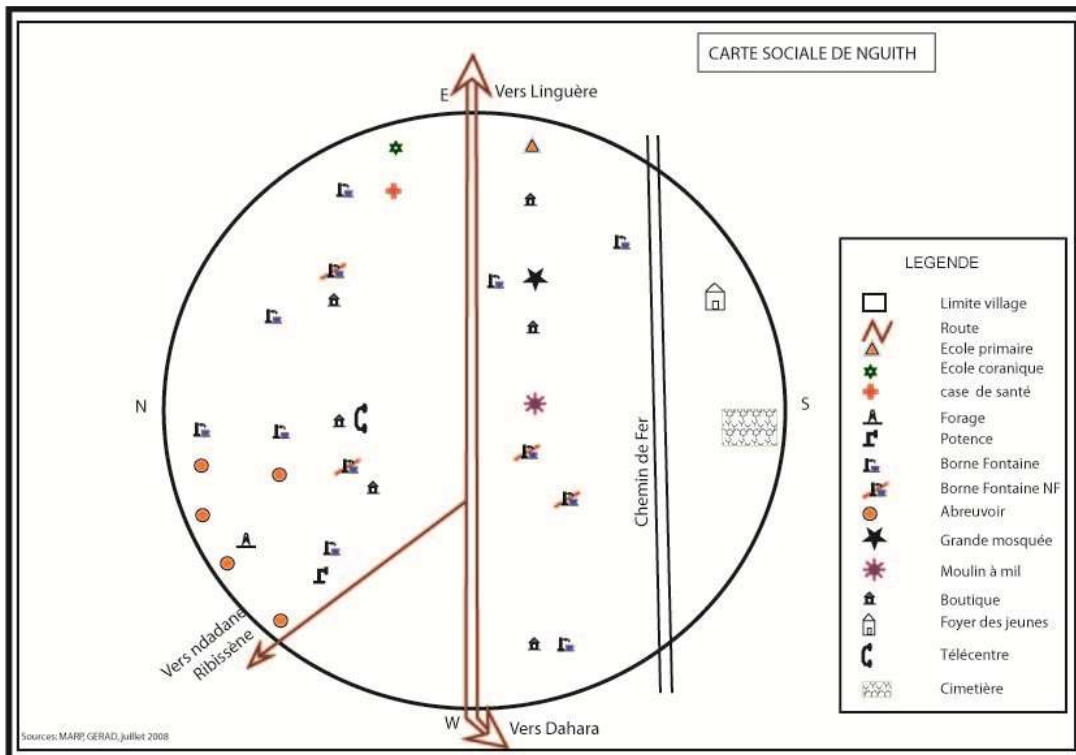 CARTE SOCIALE DE NGUITH
E
Vers Linguère
N
S
Chemin de Fer
Vers ndadane
Ribissène
W
Vers Dahara
LEGENDE
Limite village
Route
Ecole primaire
Ecole coranique
case de santé
Forage
Potence
Borne Fontaine
Borne Fontaine NF
Abreuvoir
Grande mosquée
Moulin à mil
Boutique
Foyer des jeunes
Télécentre
Cimetière
Sources: MARP, GERAD, juillet 2008